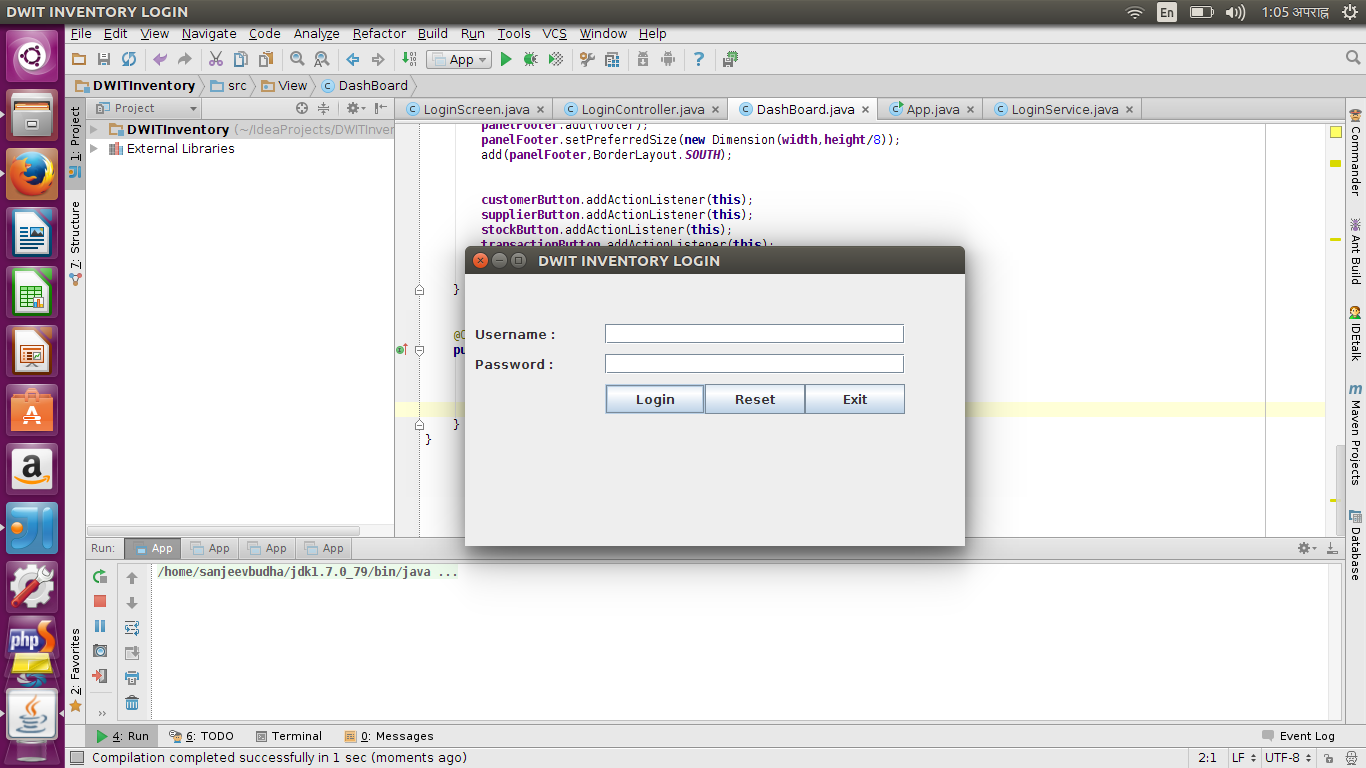 DWIT INVENTORY LOGIN
En
1:05 अपराह्न
File Edit View Navigate Code Analyze Refactor Build Run Tools VCS Window Help
App
DWITInventory src View DashBoard
1: Project
7: Structure
2: Favorites
Project
LoginScreen.java LoginController.java DashBoard.java App.java LoginService.java
DWITInventory (~/IdeaProjects/DWITInver
External Libraries
panelFooter.add(footer);
panelFooter.setPreferredSize(new Dimension(width,height/8));
add(panelFooter,BorderLayout.SOUTH);
customerButton.addActionListener(this);
supplierButton.addActionListener(this);
stockButton.addActionListener(this);
transactionButton.addActionListener(this);
}
pu
}
}
DWIT INVENTORY LOGIN
Username :
Password :
Login Reset Exit
Commander
Ant Build
IDEtalk
Maven Projects
Database
Run: App App App App
/home/sanjeevbudha/jdk1.7.0_79/bin/java ...
4: Run 6: TODO Terminal 0: Messages Event Log
Compilation completed successfully in 1 sec (moments ago) 2:1 LF UTF-8
php